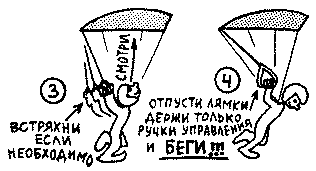 3
СМОТРИ
ВСТРЯХНИ
ЕСЛИ
НЕОБХОДИМО
4
ОТПУСТИ ЛЯМКИ
ДЕРЖИ ТОЛЬКО
РУЧКИ УПРАВЛЕНИЯ
И БЕГИ!!!